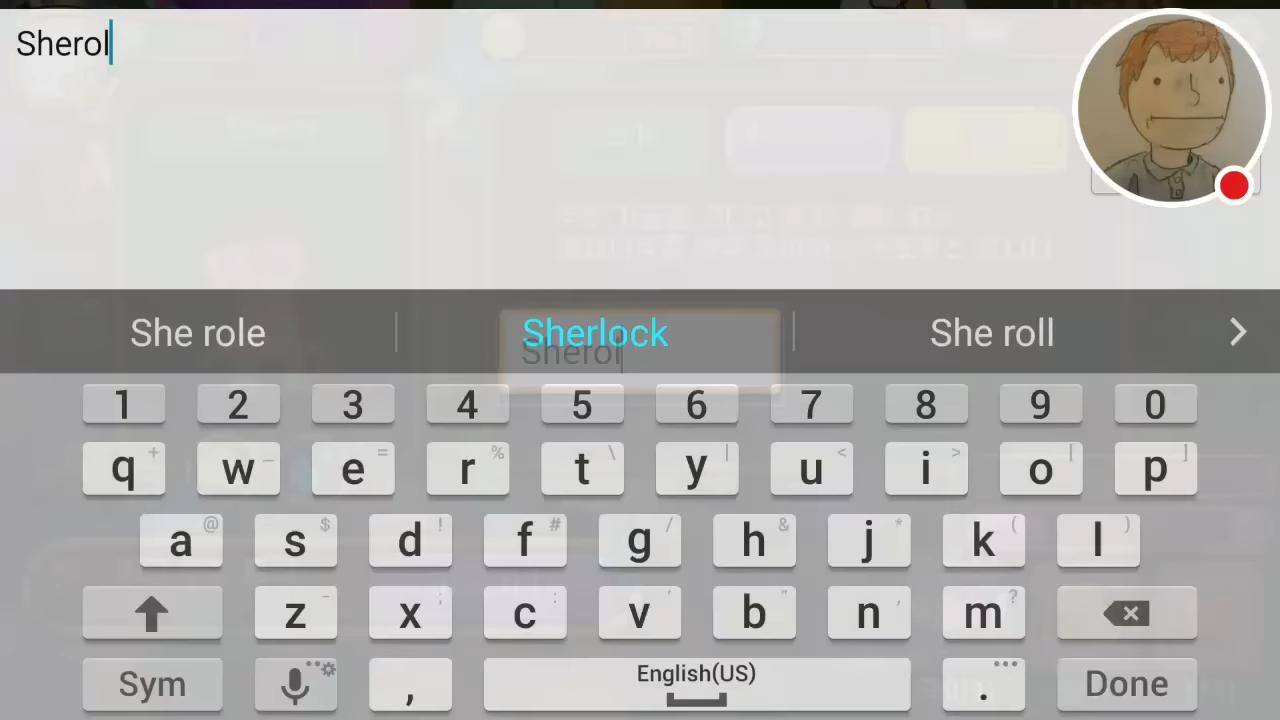 Sherol
She role
Sherlock
She roll
Sherol
1 2 3 4 5 6 7 8 9 0
q + w _ e = r % t \ y | u < i > o [ p ]
a @ s $ d ! f # g / h & j * k ( l )
z - x ; c : v ' b " n , m ?
Sym , English(US) . Done